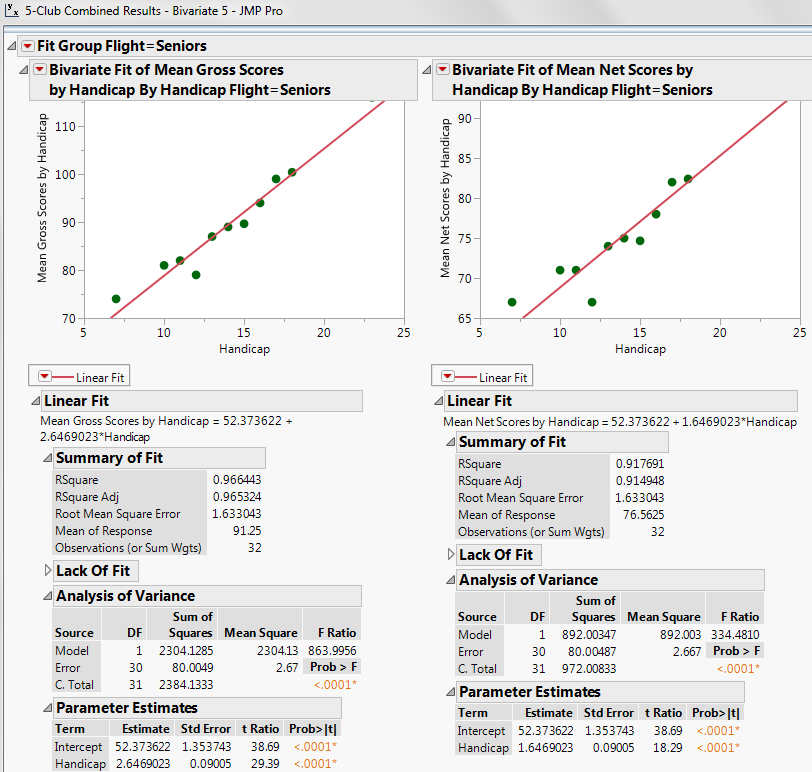 5-Club Combined Results - Bivariate 5 - JMP Pro
Fit Group Flight=Seniors
Bivariate Fit of Mean Gross Scores
by Handicap By Handicap Flight=Seniors
110
100
90
80
70
Mean Gross Scores by Handicap
5 10 15 20 25
Handicap
Linear Fit
Linear Fit
Mean Gross Scores by Handicap = 52.373622 +
2.6469023*Handicap
Summary of Fit
RSquare 0.966443
RSquare Adj 0.965324
Root Mean Square Error 1.633043
Mean of Response 91.25
Observations (or Sum Wgts) 32
Lack Of Fit
Analysis of Variance
Sum of
Source DF Squares Mean Square F Ratio
Model 1 2304.1285 2304.13 863.9956
Error 30 80.0049 2.67 Prob > F
C. Total 31 2384.1333 <.0001*
Parameter Estimates
Term Estimate Std Error t Ratio Prob>|t|
Intercept 52.373622 1.353743 38.69 <.0001*
Handicap 2.6469023 0.09005 29.39 <.0001*
Bivariate Fit of Mean Net Scores by
Handicap By Handicap Flight=Seniors
90
85
80
75
70
65
Mean Net Scores by Handicap
5 10 15 20 25
Handicap
Linear Fit
Linear Fit
Mean Net Scores by Handicap = 52.373622 + 1.6469023*Handicap
Summary of Fit
RSquare 0.917691
RSquare Adj 0.914948
Root Mean Square Error 1.633043
Mean of Response 76.5625
Observations (or Sum Wgts) 32
Lack Of Fit
Analysis of Variance
Sum of
Source DF Squares Mean Square F Ratio
Model 1 892.00347 892.003 334.4810
Error 30 80.00487 2.667 Prob > F
C. Total 31 972.00833 <.0001*
Parameter Estimates
Term Estimate Std Error t Ratio Prob>|t|
Intercept 52.373622 1.353743 38.69 <.0001*
Handicap 1.6469023 0.09005 18.29 <.0001*